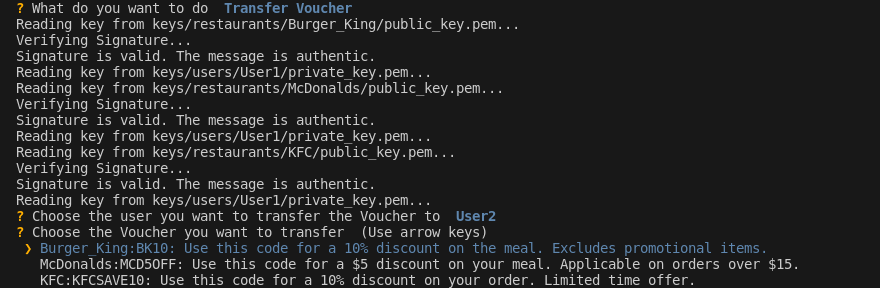 ? What do you want to do  Transfer Voucher
Reading key from keys/restaurants/Burger_King/public_key.pem...
Verifying Signature...
Signature is valid. The message is authentic.
Reading key from keys/users/User1/private_key.pem...
Reading key from keys/restaurants/McDonalds/public_key.pem...
Verifying Signature...
Signature is valid. The message is authentic.
Reading key from keys/users/User1/private_key.pem...
Reading key from keys/restaurants/KFC/public_key.pem...
Verifying Signature...
Signature is valid. The message is authentic.
Reading key from keys/users/User1/private_key.pem...
? Choose the user you want to transfer the Voucher to  User2
? Choose the Voucher you want to transfer  (Use arrow keys)
❯ Burger_King:BK10: Use this code for a 10% discount on the meal. Excludes promotional items.
McDonalds:MCD5OFF: Use this code for a $5 discount on your meal. Applicable on orders over $15.
KFC:KFCSAVE10: Use this code for a 10% discount on your order. Limited time offer.